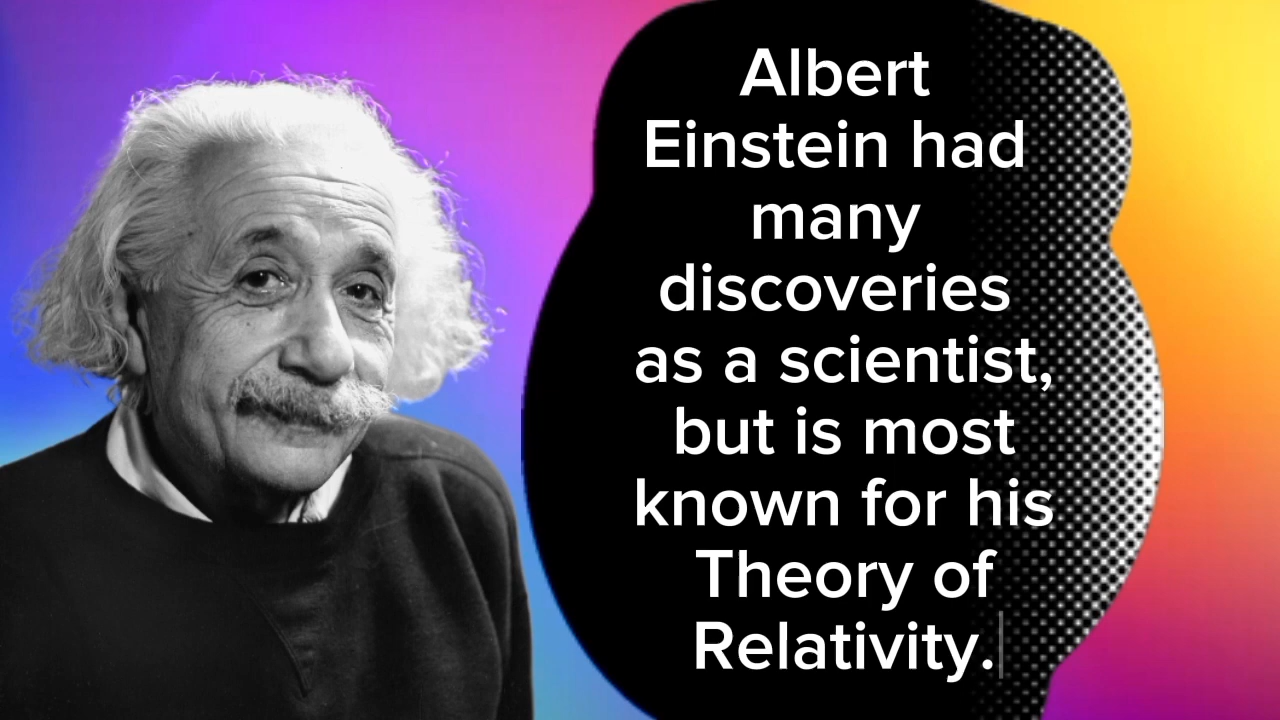 Albert
Einstein had
many
discoveries
as a scientist,
but is most
known for his
Theory of
Relativity.